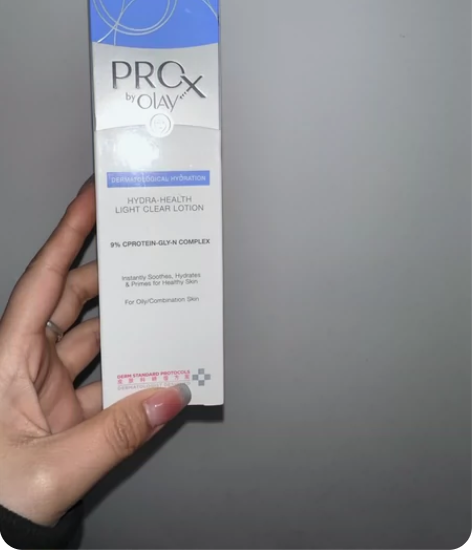 PROX
by OLAY
DERMATOLOGICAL HYDRATION
HYDRA-HEALTH
LIGHT CLEAR LOTION
9% CPROTEIN-GLY-N COMPLEX
Instantly Soothes, Hydrates
& Primes for Healthy Skin
For Oily/Combination Skin
DERM STANDARD PROTOCOLS